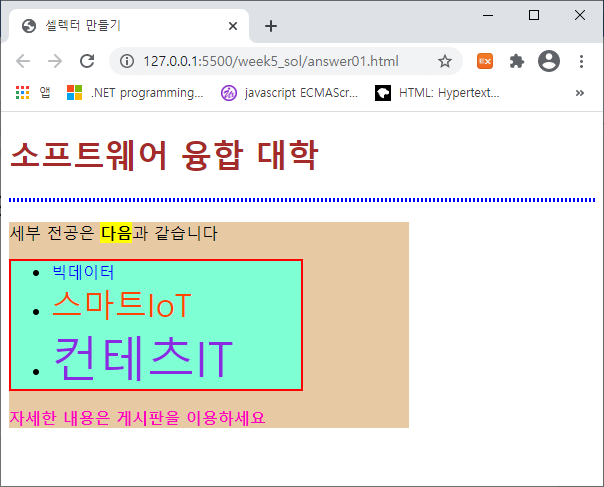 셀렉터 만들기
127.0.0.1:5500/week5_sol/answer01.html
앱 .NET programming... javascript ECMAScr... HTML: Hypertext... »
소프트웨어 융합 대학
세부 전공은 다음과 같습니다
빅데이터
스마트IoT
컨테츠IT
자세한 내용은 게시판을 이용하세요